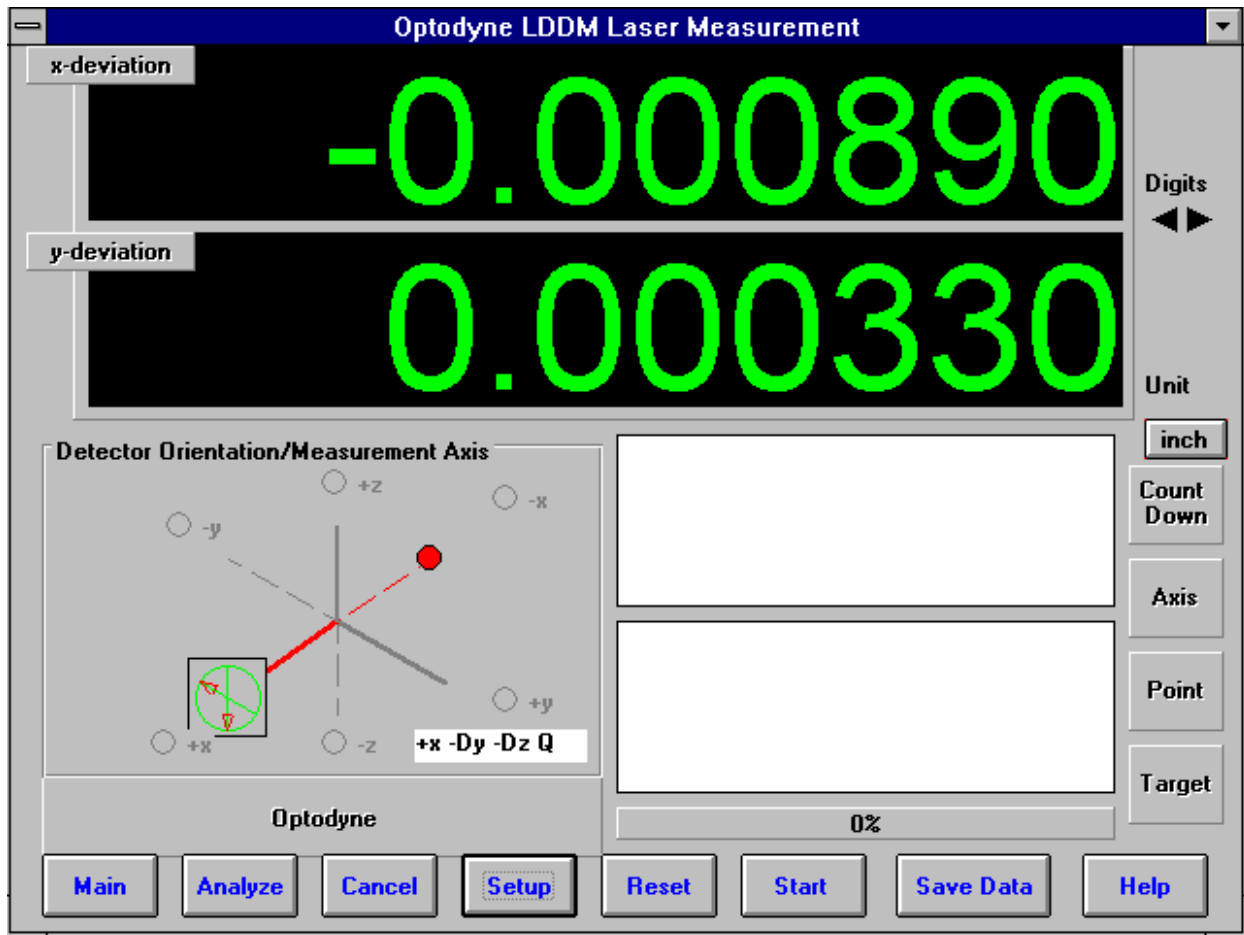 Optodyne LDDM Laser Measurement
x-deviation
-0.000890
Digits
y-deviation
0.000330
Unit
inch
Detector Orientation/Measurement Axis
+z
-x
-y
+y
+x
-z
+x -Dy -Dz Q
Count
Down
Axis
Point
Target
Optodyne
0%
Main
Analyze
Cancel
Setup
Reset
Start
Save Data
Help